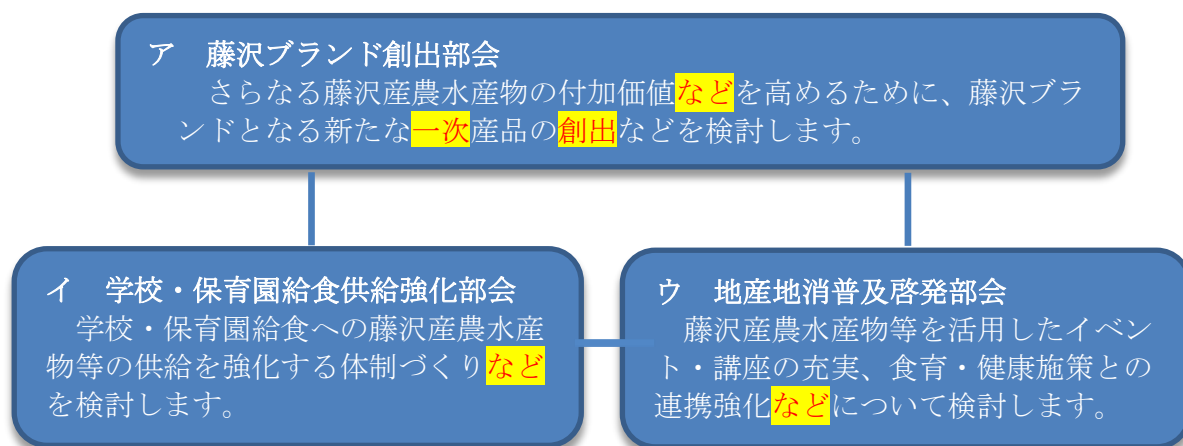 ア　藤沢ブランド創出部会
さらなる藤沢産農水産物の付加価値などを高めるために、藤沢ブラ
ンドとなる新たな一次産品の創出などを検討します。
イ　学校・保育園給食供給強化部会
学校・保育園給食への藤沢産農水産
物等の供給を強化する体制づくりなど
を検討します。
ウ　地産地消普及啓発部会
藤沢産農水産物等を活用したイベン
ト・講座の充実、食育・健康施策との
連携強化などについて検討します。